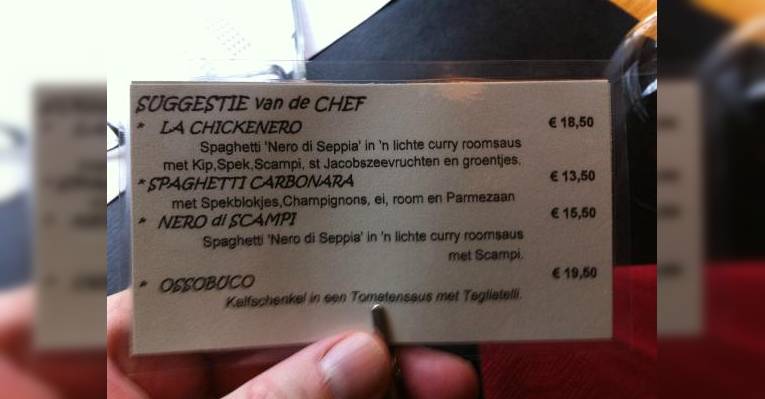 SUGGESTIE van de CHEF
* LA CHICKENERO € 18,50
Spaghetti 'Nero di Seppia' in 'n lichte curry roomsaus
met Kip,Spek,Scampi, st Jacobszeevruchten en groentjes.
* SPAGHETTI CARBONARA € 13,50
met Spekblokjes,Champignons, ei, room en Parmezaan
* NERO di SCAMPI € 15,50
Spaghetti 'Nero di Seppia' in 'n lichte curry roomsaus
met Scampi.
* OSSOBUCO € 19,50
Kalfschenkel in een Tomatensaus met Tagliatelli.